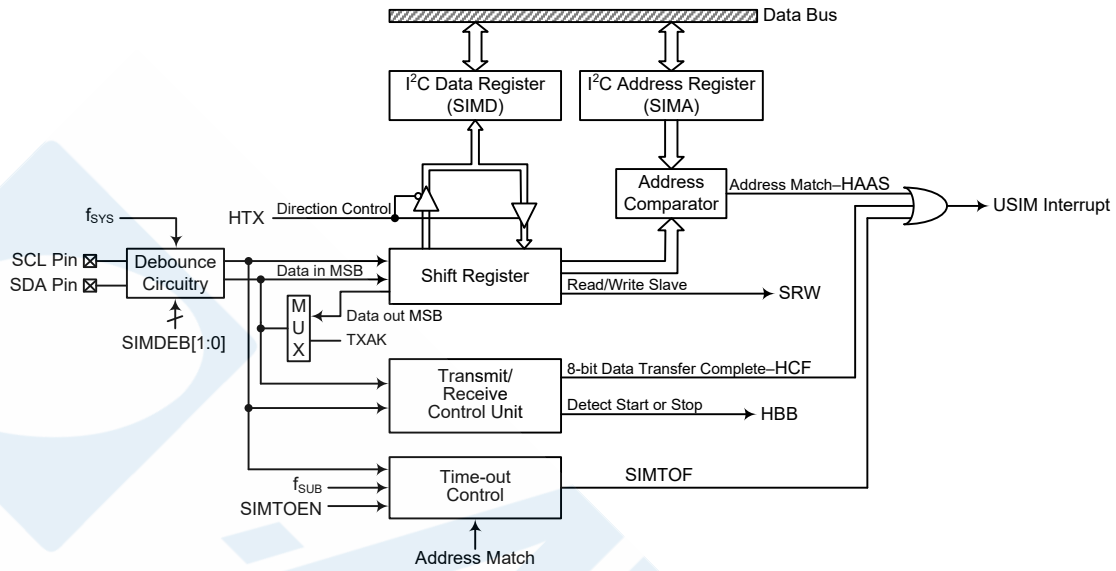 Data Bus
I²C Data Register
(SIMD)
I²C Address Register
(SIMA)
Address
Comparator
Address Match–HAAS
USIM Interrupt
HTX
Direction Control
fSYS
SCL Pin
SDA Pin
Debounce
Circuitry
SIMDEB[1:0]
Data in MSB
Shift Register
Read/Write Slave
SRW
M
U
X
Data out MSB
TXAK
Transmit/
Receive
Control Unit
8-bit Data Transfer Complete–HCF
Detect Start or Stop
HBB
Time-out
Control
fSUB
SIMTOEN
SIMTOF
Address Match